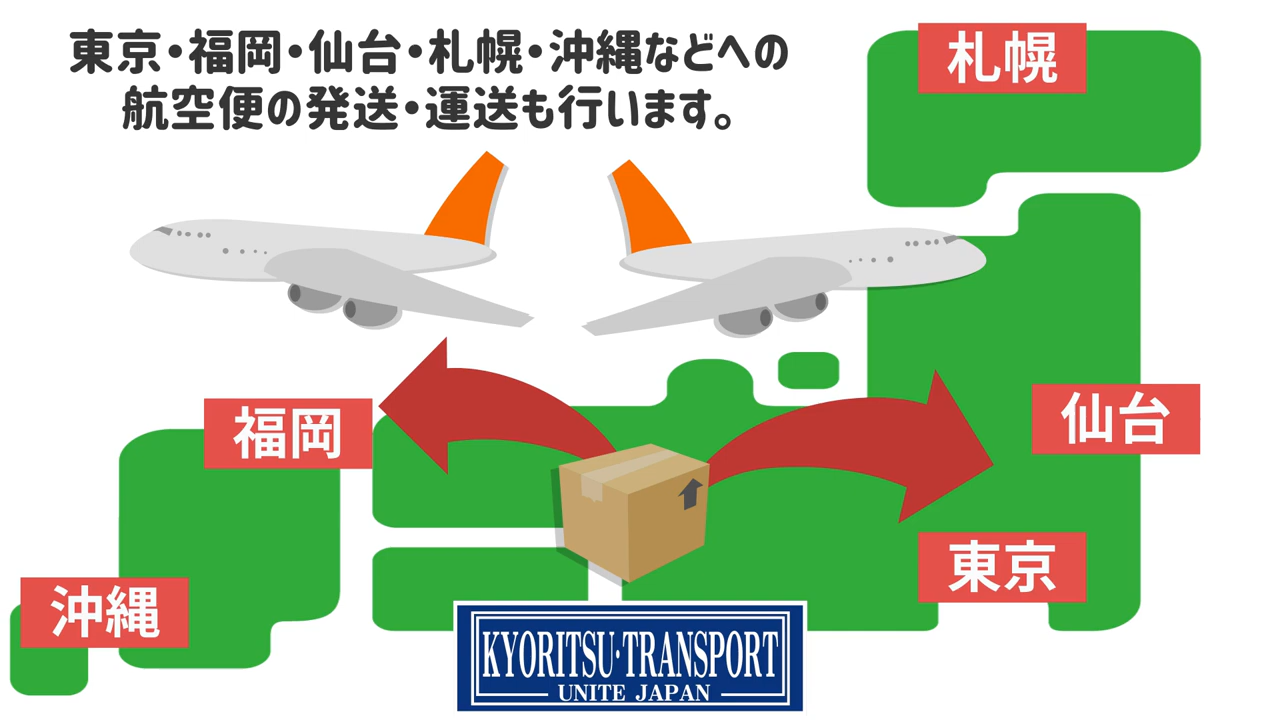 東京・福岡・仙台・札幌・沖縄などへの
航空便の発送・運送も行います。
札幌
福岡
仙台
東京
沖縄
KYORITSU・TRANSPORT
UNITE JAPAN